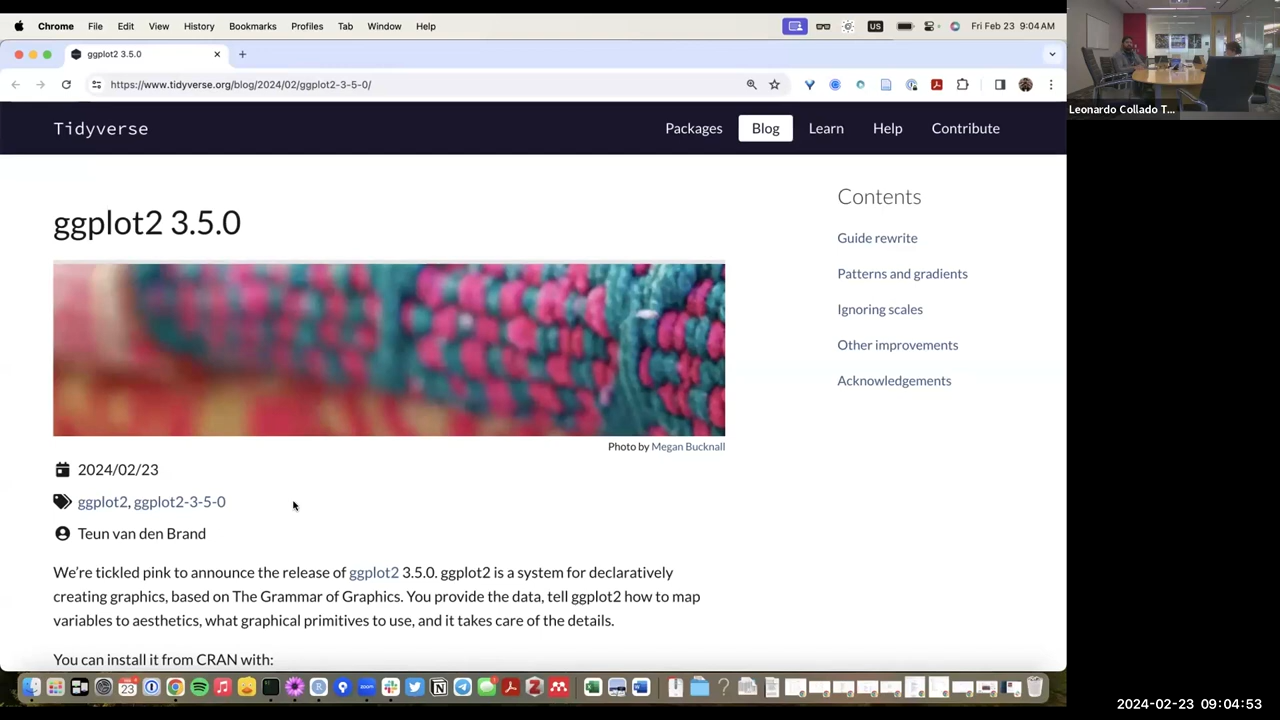 Chrome File Edit View History Bookmarks Profiles Tab Window Help US Fri Feb 23 9:04 AM
ggplot2 3.5.0
https://www.tidyverse.org/blog/2024/02/ggplot2-3-5-0/
Leonardo Collado T...
Tidyverse Packages Blog Learn Help Contribute
ggplot2 3.5.0
Contents
Guide rewrite
Patterns and gradients
Ignoring scales
Other improvements
Acknowledgements
Photo by Megan Bucknall
2024/02/23
ggplot2, ggplot2-3-5-0
Teun van den Brand
We're tickled pink to announce the release of ggplot2 3.5.0. ggplot2 is a system for declaratively
creating graphics, based on The Grammar of Graphics. You provide the data, tell ggplot2 how to map
variables to aesthetics, what graphical primitives to use, and it takes care of the details.
You can install it from CRAN with:
2024-02-23 09:04:53